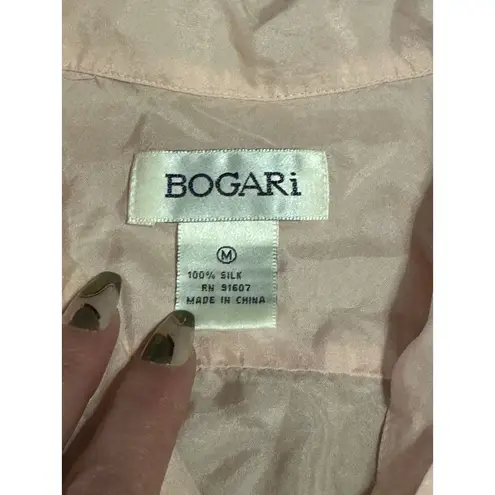 BOGARi
M
100% SILK
RN 91607
MADE IN CHINA